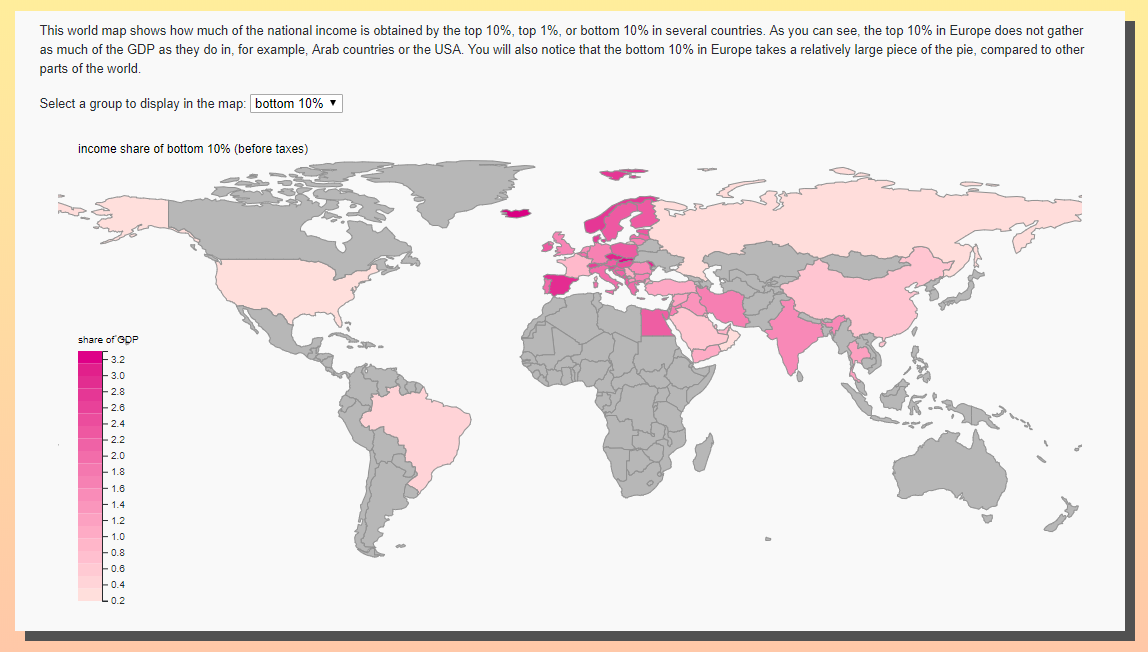 This world map shows how much of the national income is obtained by the top 10%, top 1%, or bottom 10% in several countries. As you can see, the top 10% in Europe does not gather
as much of the GDP as they do in, for example, Arab countries or the USA. You will also notice that the bottom 10% in Europe takes a relatively large piece of the pie, compared to other
parts of the world.
Select a group to display in the map: bottom 10% ▼
income share of bottom 10% (before taxes)
share of GDP
3.2
3.0
2.8
2.6
2.4
2.2
2.0
1.8
1.6
1.4
1.2
1.0
0.8
0.6
0.4
0.2